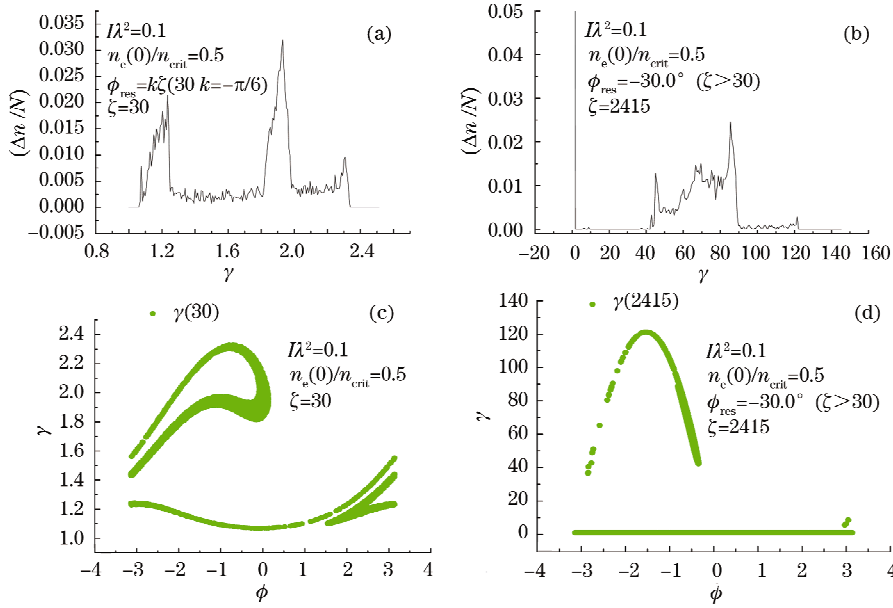 0.035
0.030
0.025
0.020
0.015
0.010
0.005
0.000
−0.005
(Δn /N)
Iλ²=0.1
n_e(0)/n_crit=0.5
ϕ_res=kζ(30 k=−π/6)
ζ=30
(a)
0.8 1.2 1.6 2.0 2.4
γ
0.05
0.04
0.03
0.02
0.01
0.00
(Δn /N)
Iλ²=0.1
n_e(0)/n_crit=0.5
ϕ_res=−30.0° (ζ>30)
ζ=2415
(b)
−20 0 20 40 60 80 100 120 140 160
γ
γ(30)
(c)
2.4
2.2
2.0
1.8
1.6
1.4
1.2
1.0
γ
Iλ²=0.1
n_e(0)/n_crit=0.5
ζ=30
−4 −3 −2 −1 0 1 2 3 4
ϕ
γ(2415)
(d)
140
120
100
80
60
40
20
0
γ
Iλ²=0.1
n_e(0)/n_crit=0.5
ϕ_res=−30.0° (ζ>30)
ζ=2415
−4 −3 −2 −1 0 1 2 3 4
ϕ